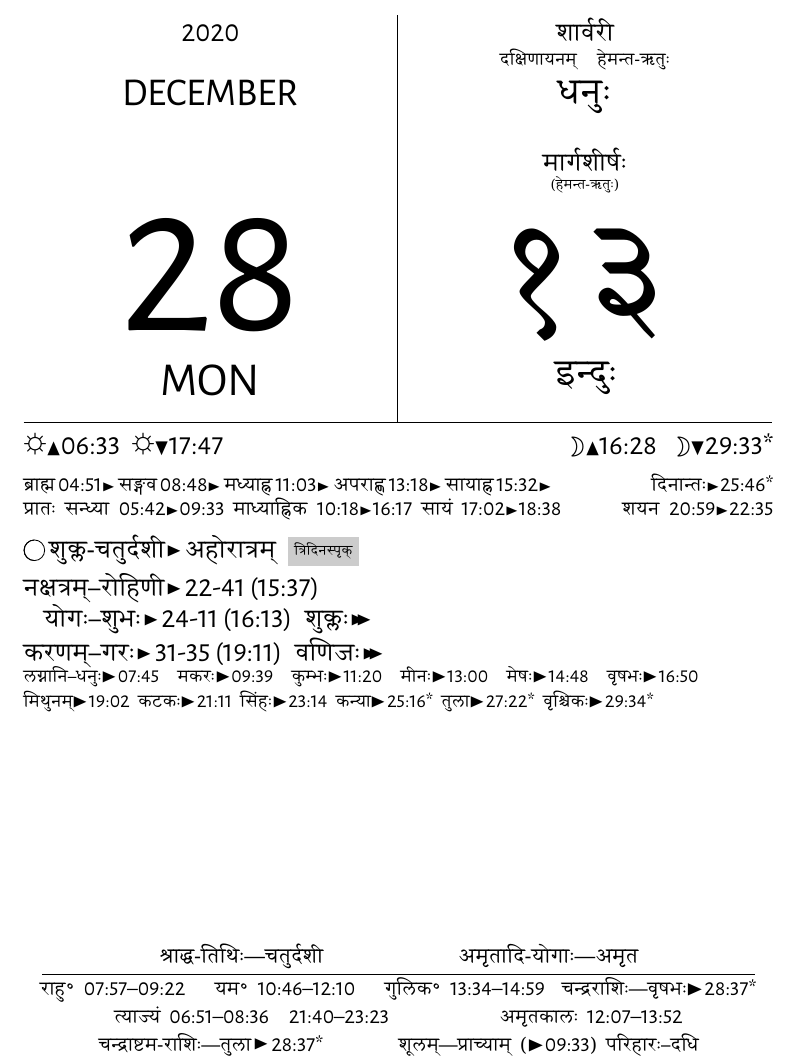 2020
DECEMBER
28
MON
शार्वरी
दक्षिणायनम् हेमन्त-ऋतुः
धनुः
मार्गशीर्षः
(हेमन्त-ऋतुः)
१३
इन्दुः
☼▲06:33 ☼▼17:47 ☽▲16:28 ☽▼29:33*
ब्राह्म 04:51► सङ्गव 08:48► मध्याह्न 11:03► अपराह्ण 13:18► सायाह्न 15:32► दिनान्तः►25:46*
प्रातः सन्ध्या 05:42►09:33 माध्याह्निक 10:18►16:17 सायं 17:02►18:38 शयन 20:59►22:35
◯ शुक्ल-चतुर्दशी► अहोरात्रम् त्रिदिनस्पृक्
नक्षत्रम्–रोहिणी► 22-41 (15:37)
योगः–शुभः► 24-11 (16:13) शुक्लः►►
करणम्–गरः► 31-35 (19:11) वणिजः►►
लग्नानि–धनुः►07:45 मकरः►09:39 कुम्भः►11:20 मीनः►13:00 मेषः►14:48 वृषभः►16:50
मिथुनम्►19:02 कटकः►21:11 सिंहः►23:14 कन्या►25:16* तुला►27:22* वृश्चिकः►29:34*
श्राद्ध-तिथिः—चतुर्दशी अमृतादि-योगाः—अमृत
राहु॰ 07:57–09:22 यम॰ 10:46–12:10 गुलिक॰ 13:34–14:59 चन्द्रराशिः—वृषभः►28:37*
त्याज्यं 06:51–08:36 21:40–23:23 अमृतकालः 12:07–13:52
चन्द्राष्टम-राशिः—तुला►28:37* शूलम्—प्राच्याम् (►09:33) परिहारः–दधि